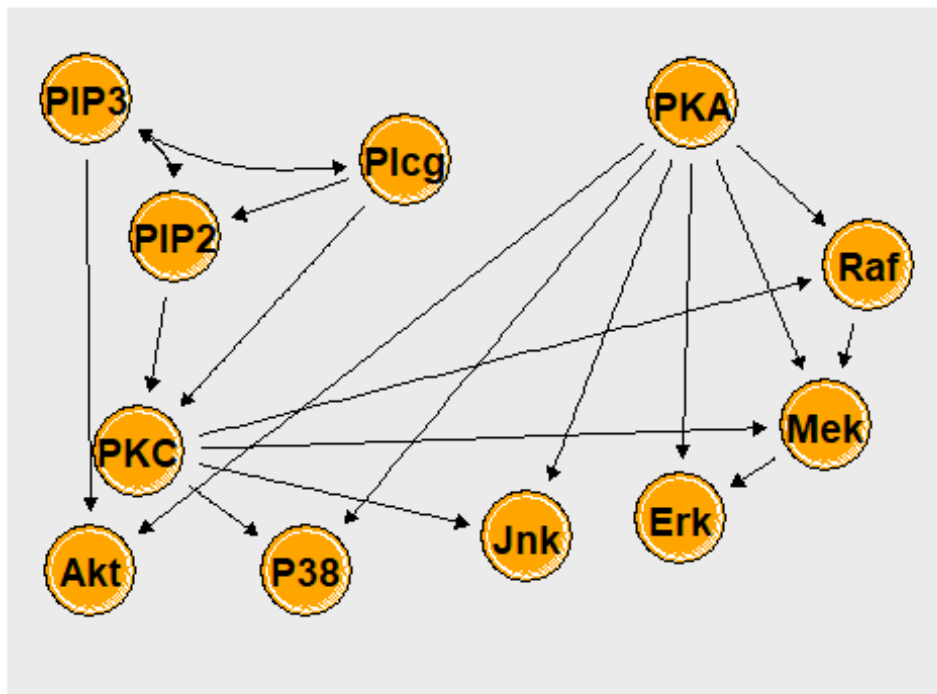 PIP3
PKA
Plcg
PIP2
Raf
Mek
PKC
Erk
Jnk
Akt
P38